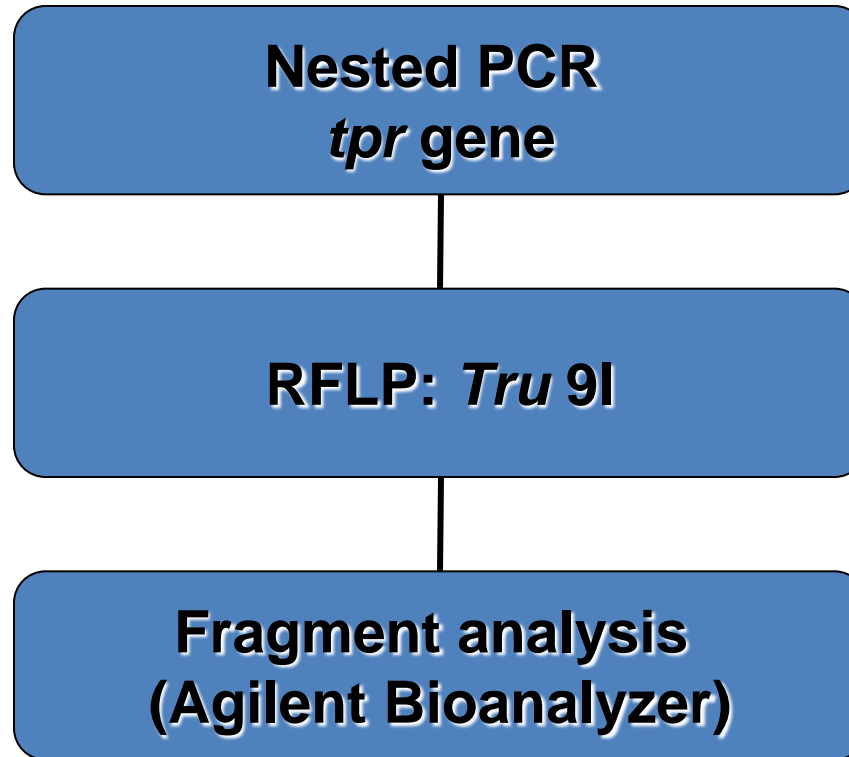 Nested PCR
tpr gene
RFLP: Tru 9I
Fragment analysis
(Agilent Bioanalyzer)